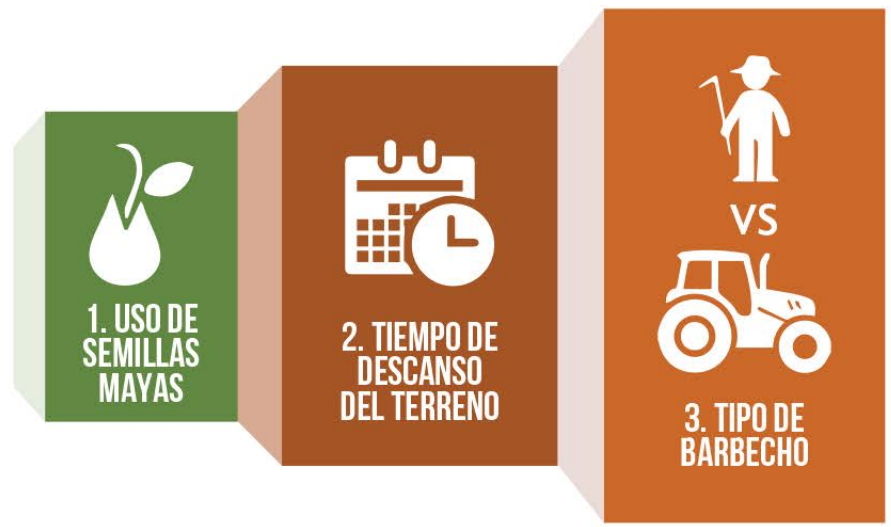 1. USO DE
SEMILLAS
MAYAS
2. TIEMPO DE
DESCANSO
DEL TERRENO
VS
3. TIPO DE
BARBECHO